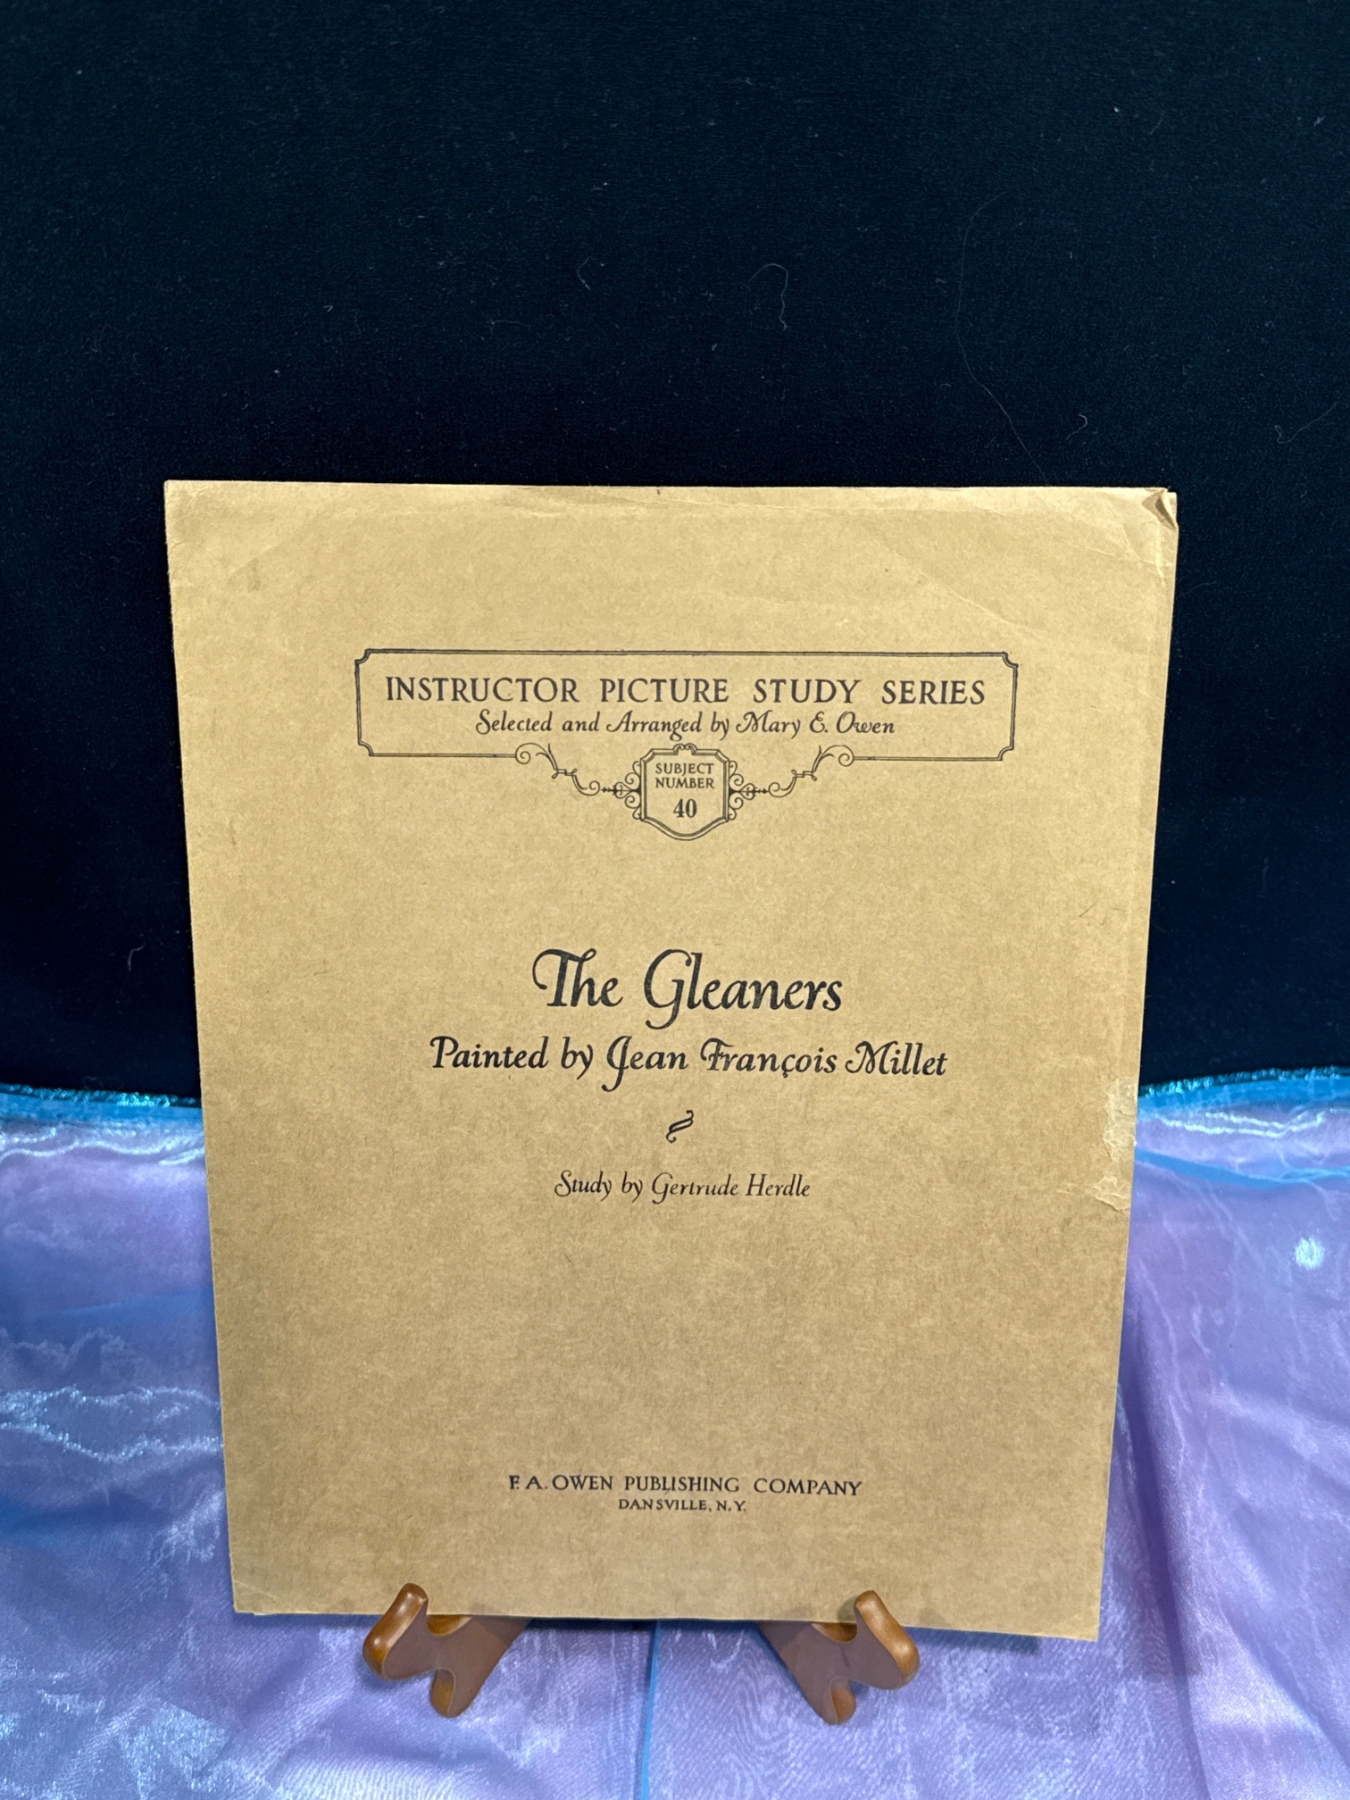 INSTRUCTOR PICTURE STUDY SERIES
Selected and Arranged by Mary E. Owen
SUBJECT
NUMBER
40
The Gleaners
Painted by Jean François Millet
Study by Gertrude Herdle
F. A. OWEN PUBLISHING COMPANY
DANSVILLE, N. Y.